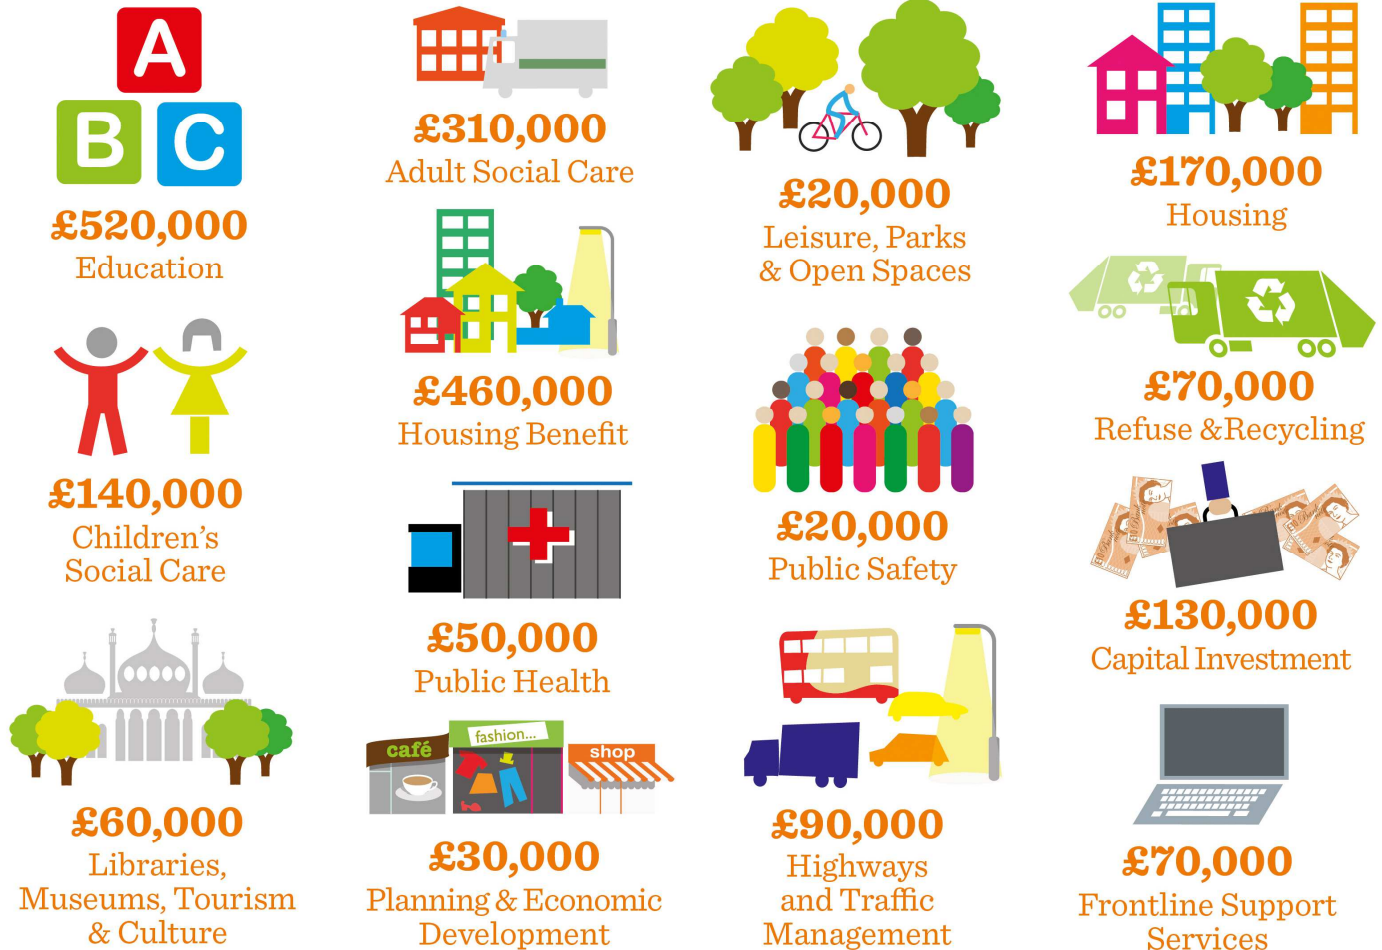 A
B C
£520,000
Education
£140,000
Children's
Social Care
£60,000
Libraries,
Museums, Tourism
& Culture
£310,000
Adult Social Care
£460,000
Housing Benefit
£50,000
Public Health
café
fashion...
shop
£30,000
Planning & Economic
Development
£20,000
Leisure, Parks
& Open Spaces
£20,000
Public Safety
£90,000
Highways
and Traffic
Management
£170,000
Housing
£70,000
Refuse &Recycling
£130,000
Capital Investment
£70,000
Frontline Support
Services